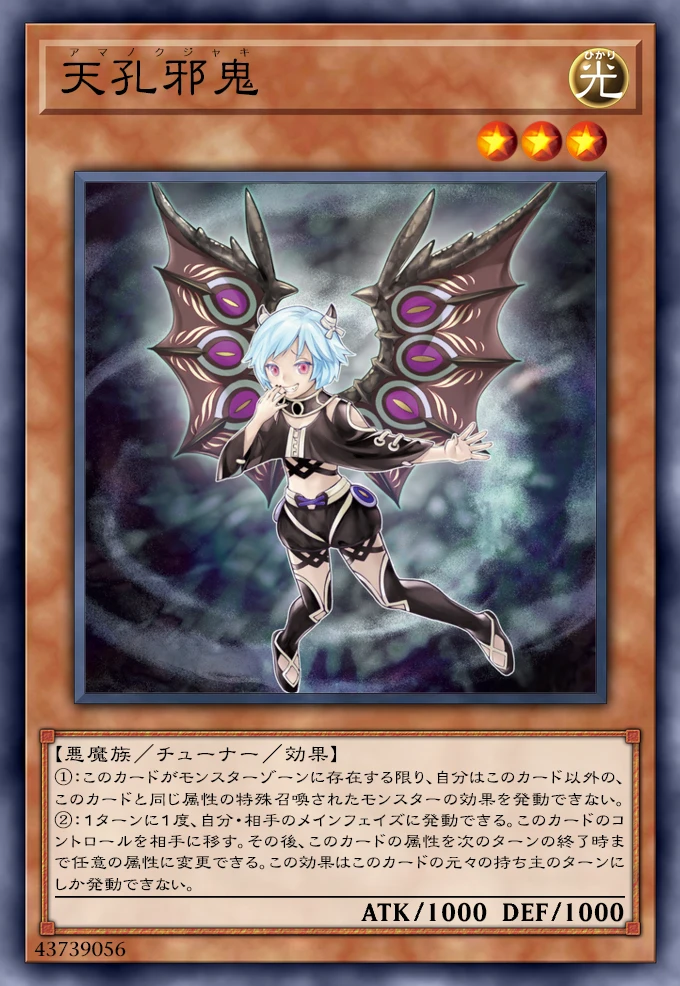 アマノクジャキ
天孔邪鬼
ひかり
光
【悪魔族／チューナー／効果】
①：このカードがモンスターゾーンに存在する限り、自分はこのカード以外の、
このカードと同じ属性の特殊召喚されたモンスターの効果を発動できない。
②：１ターンに１度、自分・相手のメインフェイズに発動できる。このカードのコ
ントロールを相手に移す。その後、このカードの属性を次のターンの終了時ま
で任意の属性に変更できる。この効果はこのカードの元々の持ち主のターンに
しか発動できない。
ATK/1000 DEF/1000
43739056